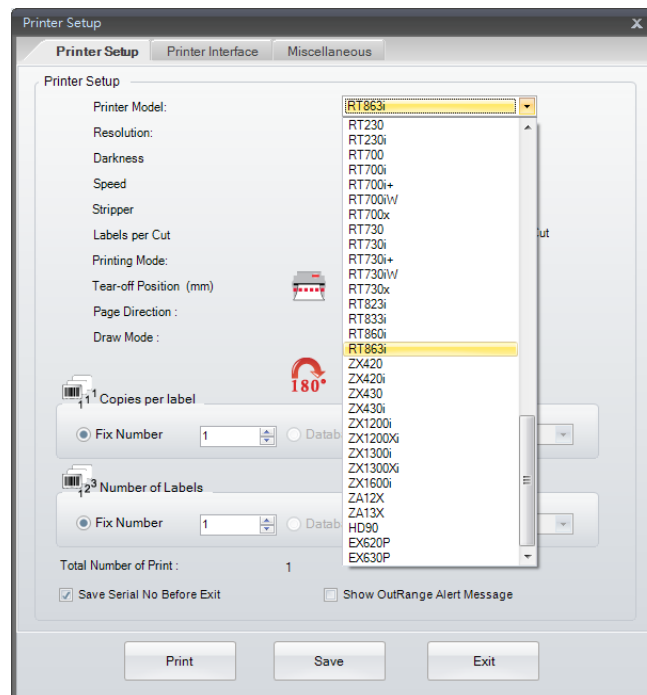 Printer Setup
X
Printer Setup Printer Interface Miscellaneous
Printer Setup
Printer Model:
RT863i
Resolution:
Darkness
Speed
Stripper
Labels per Cut
Printing Mode:
Tear-off Position (mm)
Page Direction :
Draw Mode :
RT230
RT230i
RT700
RT700i
RT700i+
RT700iW
RT700x
RT730
RT730i
RT730i+
RT730iW
RT730x
RT823i
RT833i
RT860i
RT863i
ZX420
ZX420i
ZX430
ZX430i
ZX1200i
ZX1200Xi
ZX1300i
ZX1300Xi
ZX1600i
ZA12X
ZA13X
HD90
EX620P
EX630P
180°
111 Copies per label
Fix Number 1 Datab
123 Number of Labels
Fix Number 1 Datab
Total Number of Print : 1
Save Serial No Before Exit Show OutRange Alert Message
Print Save Exit